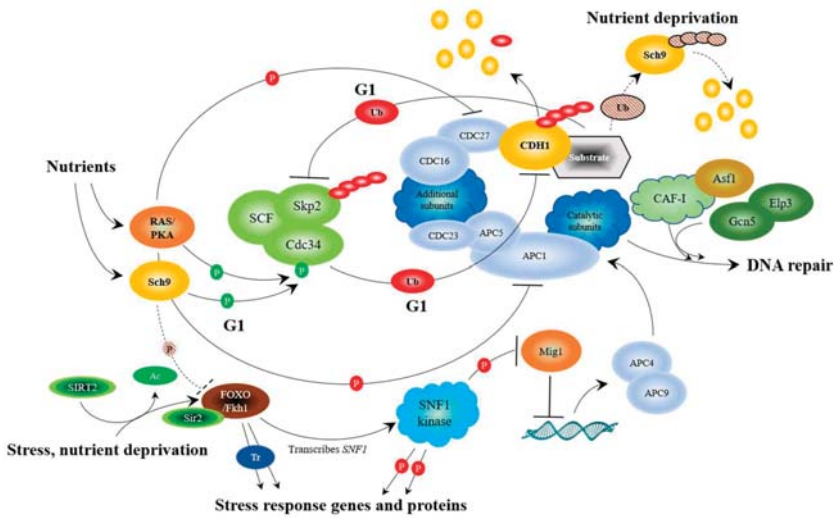 Nutrient deprivation
Sch9
P
G1
Ub
Ub
CDC27
CDH1
Substrate
CDC16
Nutrients
Asf1
CAF-I
Elp3
Gcn5
Skp2
SCF
Additional
subunits
Catalytic
subunits
RAS/
PKA
Cdc34
CDC23
APC5
APC1
DNA repair
P
P
Sch9
Ub
P
G1
G1
P
Mig1
P
APC4
APC9
Ac
P
SIRT2
FOXO
/Fkh1
Sir2
SNF1
kinase
Stress, nutrient deprivation
Tr
Transcribes SNF1
P
P
Stress response genes and proteins